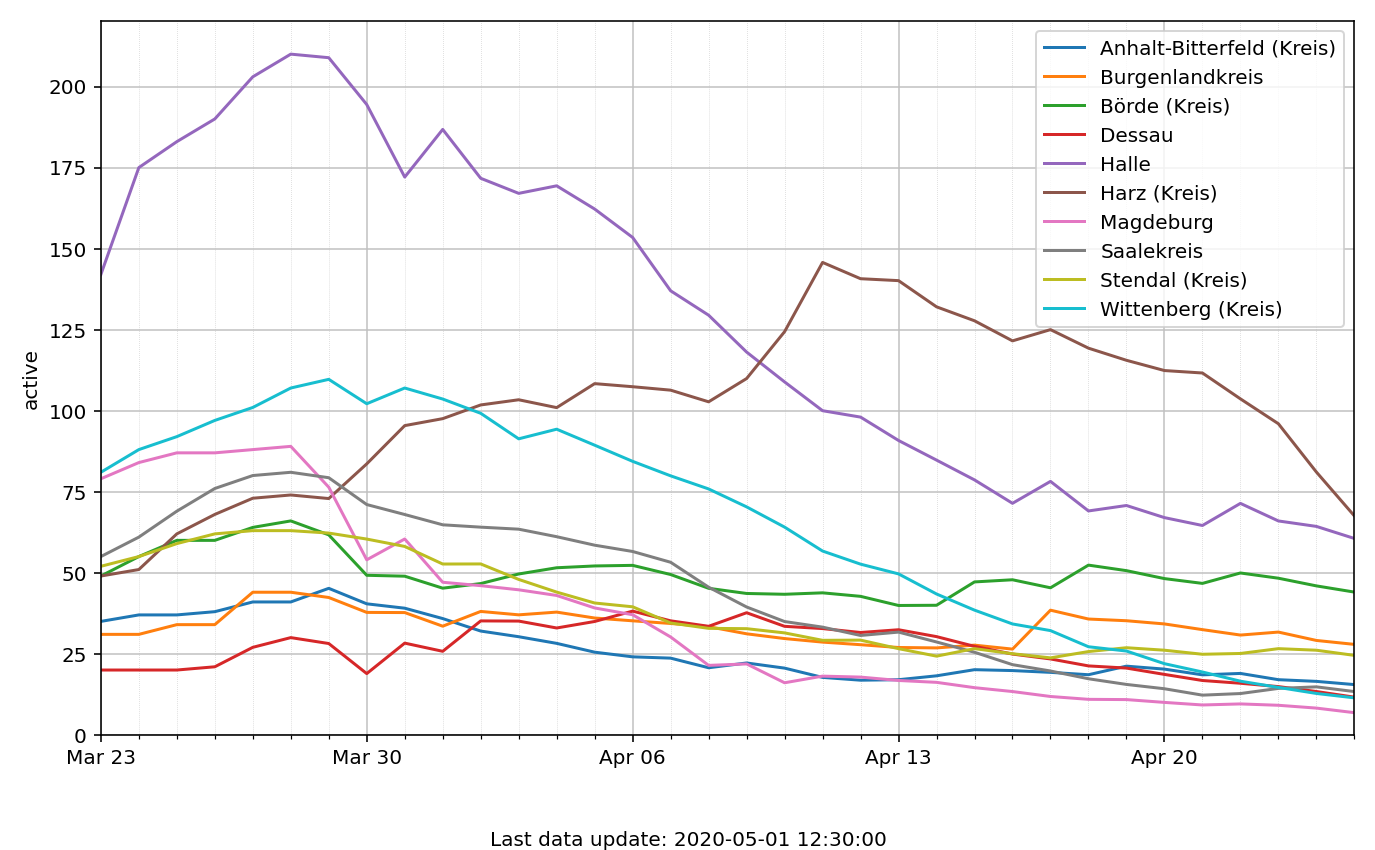 200
175
150
125
100
75
50
25
0
active
Mar 23
Mar 30
Apr 06
Apr 13
Apr 20
Anhalt-Bitterfeld (Kreis)
Burgenlandkreis
Börde (Kreis)
Dessau
Halle
Harz (Kreis)
Magdeburg
Saalekreis
Stendal (Kreis)
Wittenberg (Kreis)
Last data update: 2020-05-01 12:30:00